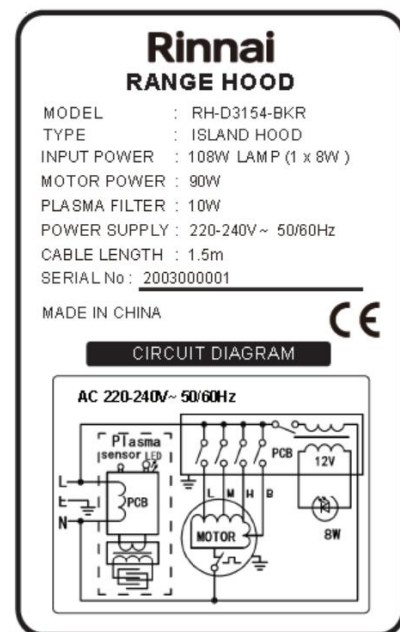 Rinnai
RANGE HOOD
MODEL : RH-D3154-BKR
TYPE : ISLAND HOOD
INPUT POWER : 108W LAMP (1 x 8W )
MOTOR POWER : 90W
PLASMA FILTER : 10W
POWER SUPPLY : 220-240V~ 50/60Hz
CABLE LENGTH : 1.5m
SERIAL No : 2003000001
MADE IN CHINA
CE
CIRCUIT DIAGRAM
AC 220-240V~ 50/60Hz
Plasma
sensor LED
PCB
12V
L
L M H B
E
PCB
N
MOTOR
8W